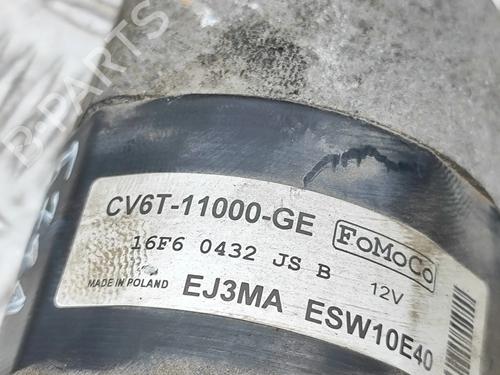 B-PARTS
CV6T-11000-GE
FoMoCo
16F6 0432 JS B
12V
MADE IN POLAND
EJ3MA ESW10E40